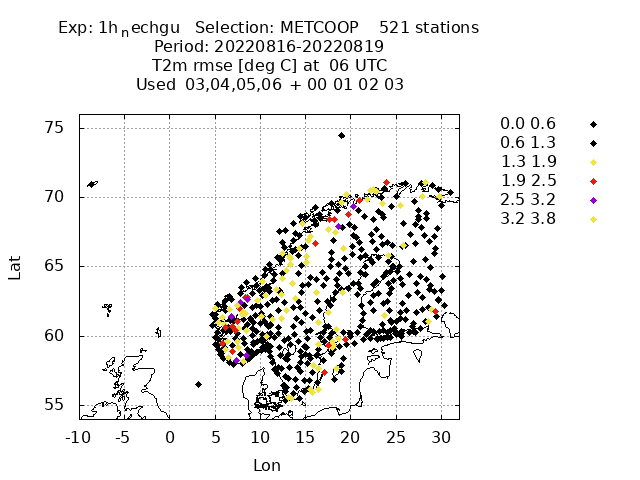 Exp: 1h n echgu Selection: METCOOP 521 stations
Period: 20220816-20220819
T2m rmse [deg C] at 06 UTC
Used 03,04,05,06 + 00 01 02 03
0.0 0.6
0.6 1.3
1.3 1.9
1.9 2.5
2.5 3.2
3.2 3.8
75
70
65
60
55
Lat
-10 -5 0 5 10 15 20 25 30
Lon